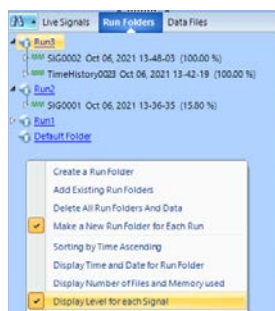 Live Signals Run Folders Data Files
Run3
SIG0002 Oct 06, 2021 13-48-03 (100.00 %)
TimeHistory0023 Oct 06, 2021 13-42-19 (100.00 %)
Run2
SIG0001 Oct 06, 2021 13-36-35 (15.80 %)
Run1
Default Folder
Create a Run Folder
Add Existing Run Folders
Delete All Run Folders And Data
Make a New Run Folder for Each Run
Sorting by Time Ascending
Display Time and Date for Run Folder
Display Number of Files and Memory used
Display Level for each Signal